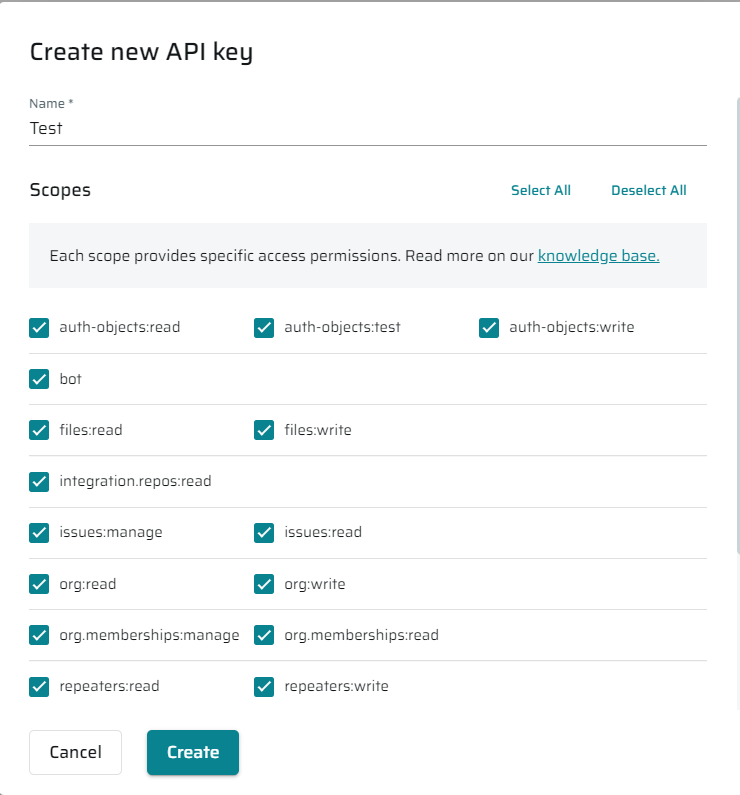 Create new API key
Name *
Test
Scopes Select All Deselect All
Each scope provides specific access permissions. Read more on our knowledge base.
auth-objects:read auth-objects:test auth-objects:write
bot
files:read files:write
integration.repos:read
issues:manage issues:read
org:read org:write
org.memberships:manage org.memberships:read
repeaters:read repeaters:write
Cancel Create